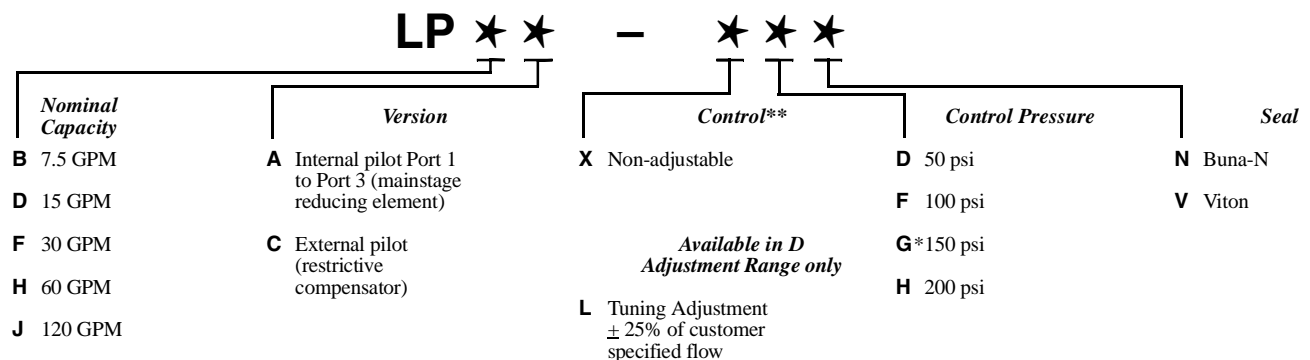 LP ★ ★ – ★ ★ ★
Nominal
Capacity
B 7.5 GPM
D 15 GPM
F 30 GPM
H 60 GPM
J 120 GPM
Version
A Internal pilot Port 1
to Port 3 (mainstage
reducing element)
C External pilot
(restrictive
compensator)
Control**
X Non-adjustable
Available in D
Adjustment Range only
L Tuning Adjustment
± 25% of customer
specified flow
Control Pressure
D 50 psi
F 100 psi
G*150 psi
H 200 psi
Seal
N Buna-N
V Viton